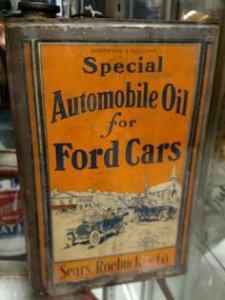 CONTENTS 5 GALLONS
Special
Automobile Oil
for
Ford Cars
Sears, Roebuck and Co.